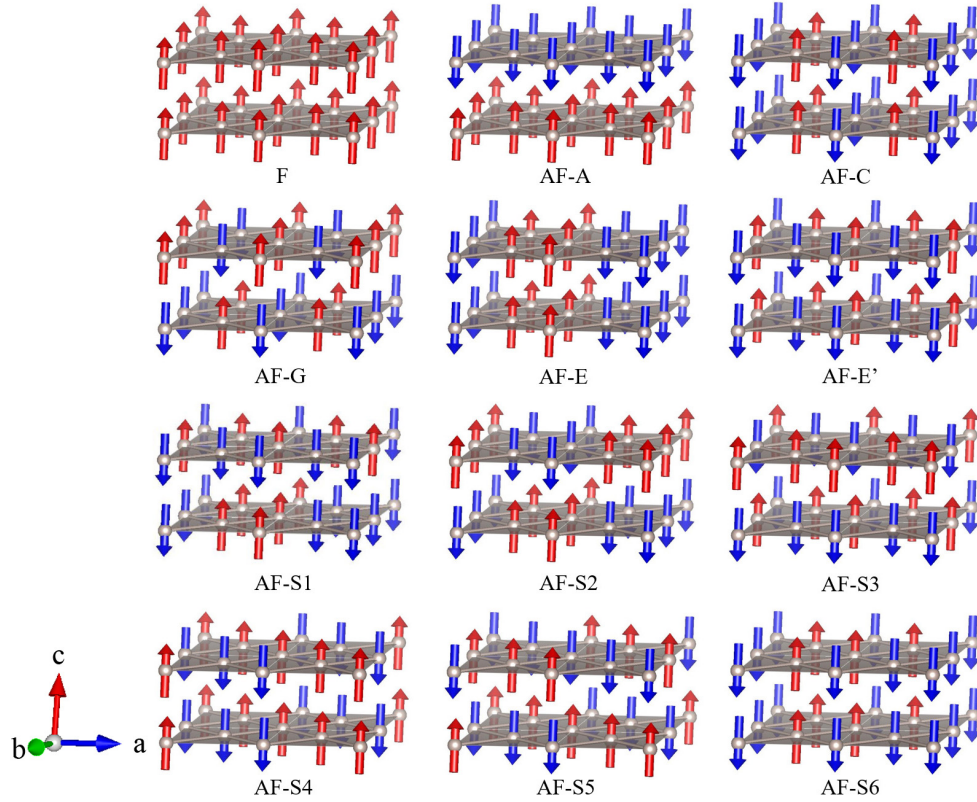 F AF-A AF-C
AF-G AF-E AF-E’
AF-S1 AF-S2 AF-S3
c
b a
AF-S4 AF-S5 AF-S6